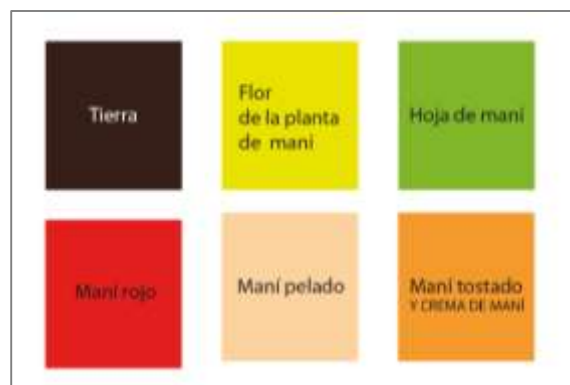 Tierra
Flor
de la planta
de maní
Hoja de maní
Maní rojo
Maní pelado
Maní tostado
Y CREMA DE MANÍ